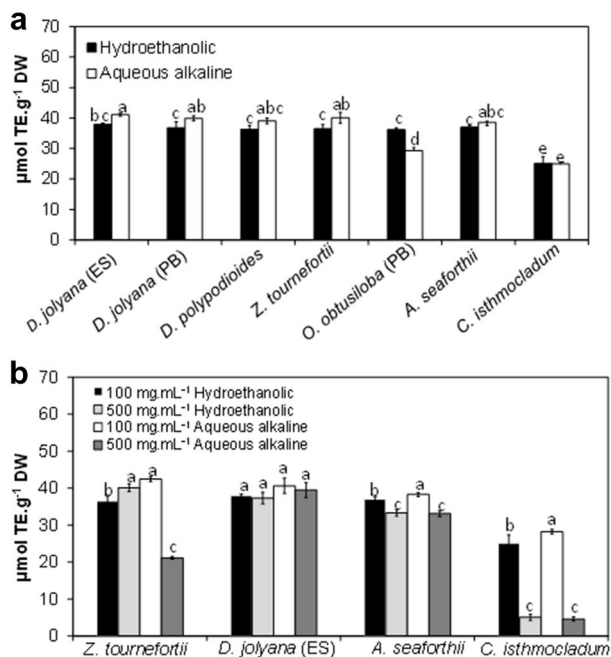 a
70
Hydroethanolic
60
Aqueous alkaline
50
40
30
20
10
0
µmol TE.g⁻¹ DW
bc a c ab c abc c ab c d c abc e e
D. jolyana (ES)
D. jolyana (PB)
D. polypodioides
Z. tournefortii
O. obtusiloba (PB)
A. seaforthii
C. isthmocladum
b
70
100 mg.mL⁻¹ Hydroethanolic
500 mg.mL⁻¹ Hydroethanolic
60
100 mg.mL⁻¹ Aqueous alkaline
500 mg.mL⁻¹ Aqueous alkaline
50
40
30
20
10
0
µmol TE.g⁻¹ DW
b a a c a a a a b c a c b c a c
Z. tournefortii D. jolyana (ES) A. seaforthii C. isthmocladum